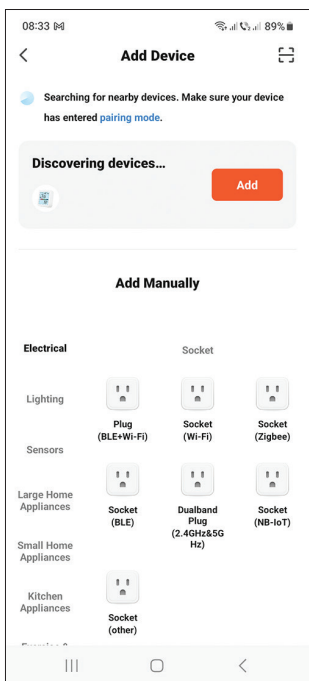 08:33 89%
Add Device
Searching for nearby devices. Make sure your device
has entered pairing mode.
Discovering devices...
Add
Add Manually
Electrical
Socket
Lighting
Plug
(BLE+Wi-Fi)
Socket
(Wi-Fi)
Socket
(Zigbee)
Sensors
Large Home
Appliances
Socket
(BLE)
Dualband
Plug
(2.4GHz&5G
Hz)
Socket
(NB-IoT)
Small Home
Appliances
Kitchen
Appliances
Socket
(other)